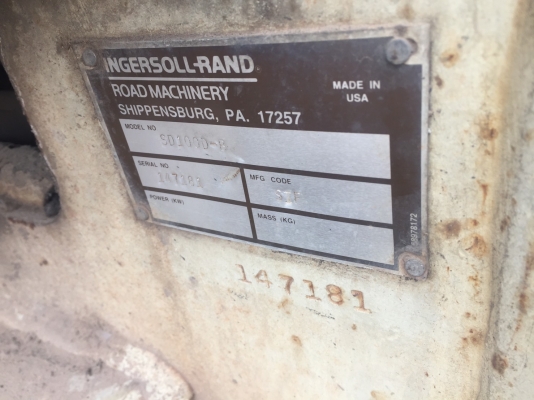 INGERSOLL-RAND
ROAD MACHINERY
SHIPPENSBURG, PA. 17257
MADE IN
USA
MODEL NO
SERIAL NO
MFG CODE
POWER (KW)
MASS (KG)
147181